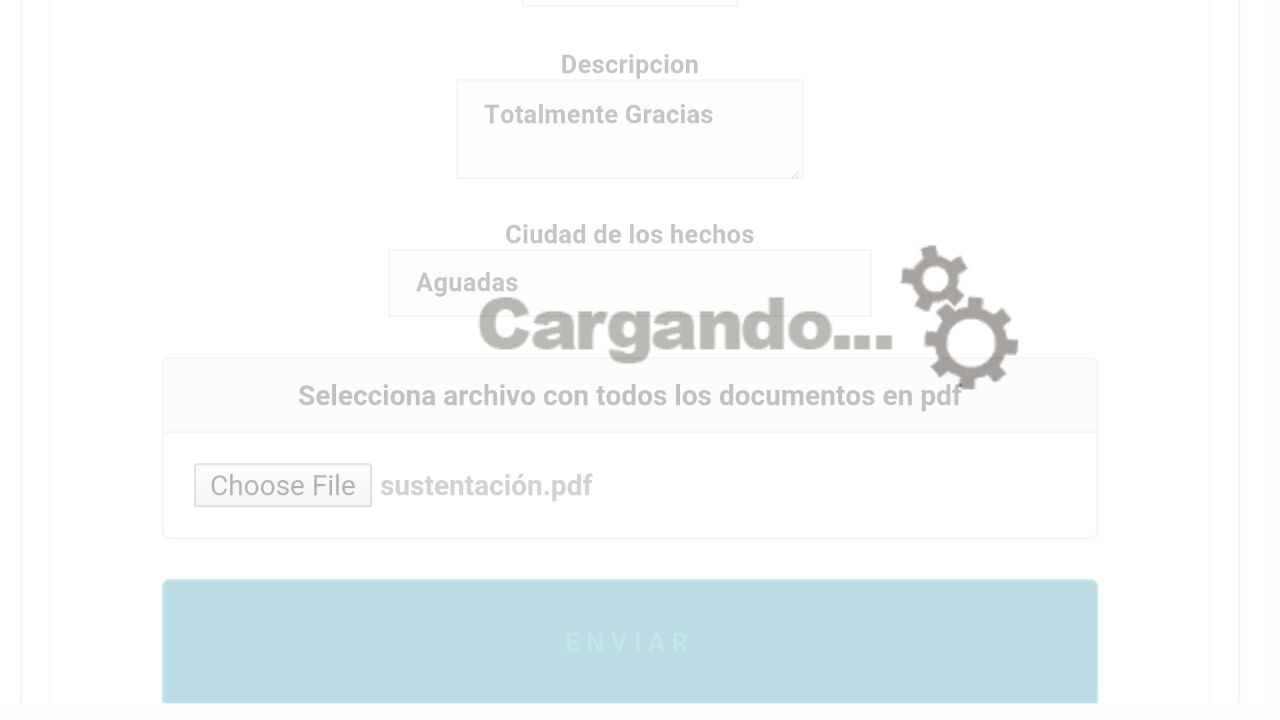 Descripcion
Totalmente Gracias
Ciudad de los hechos
Aguadas
Cargando...
Selecciona archivo con todos los documentos en pdf
Choose File sustentación.pdf
ENVIAR